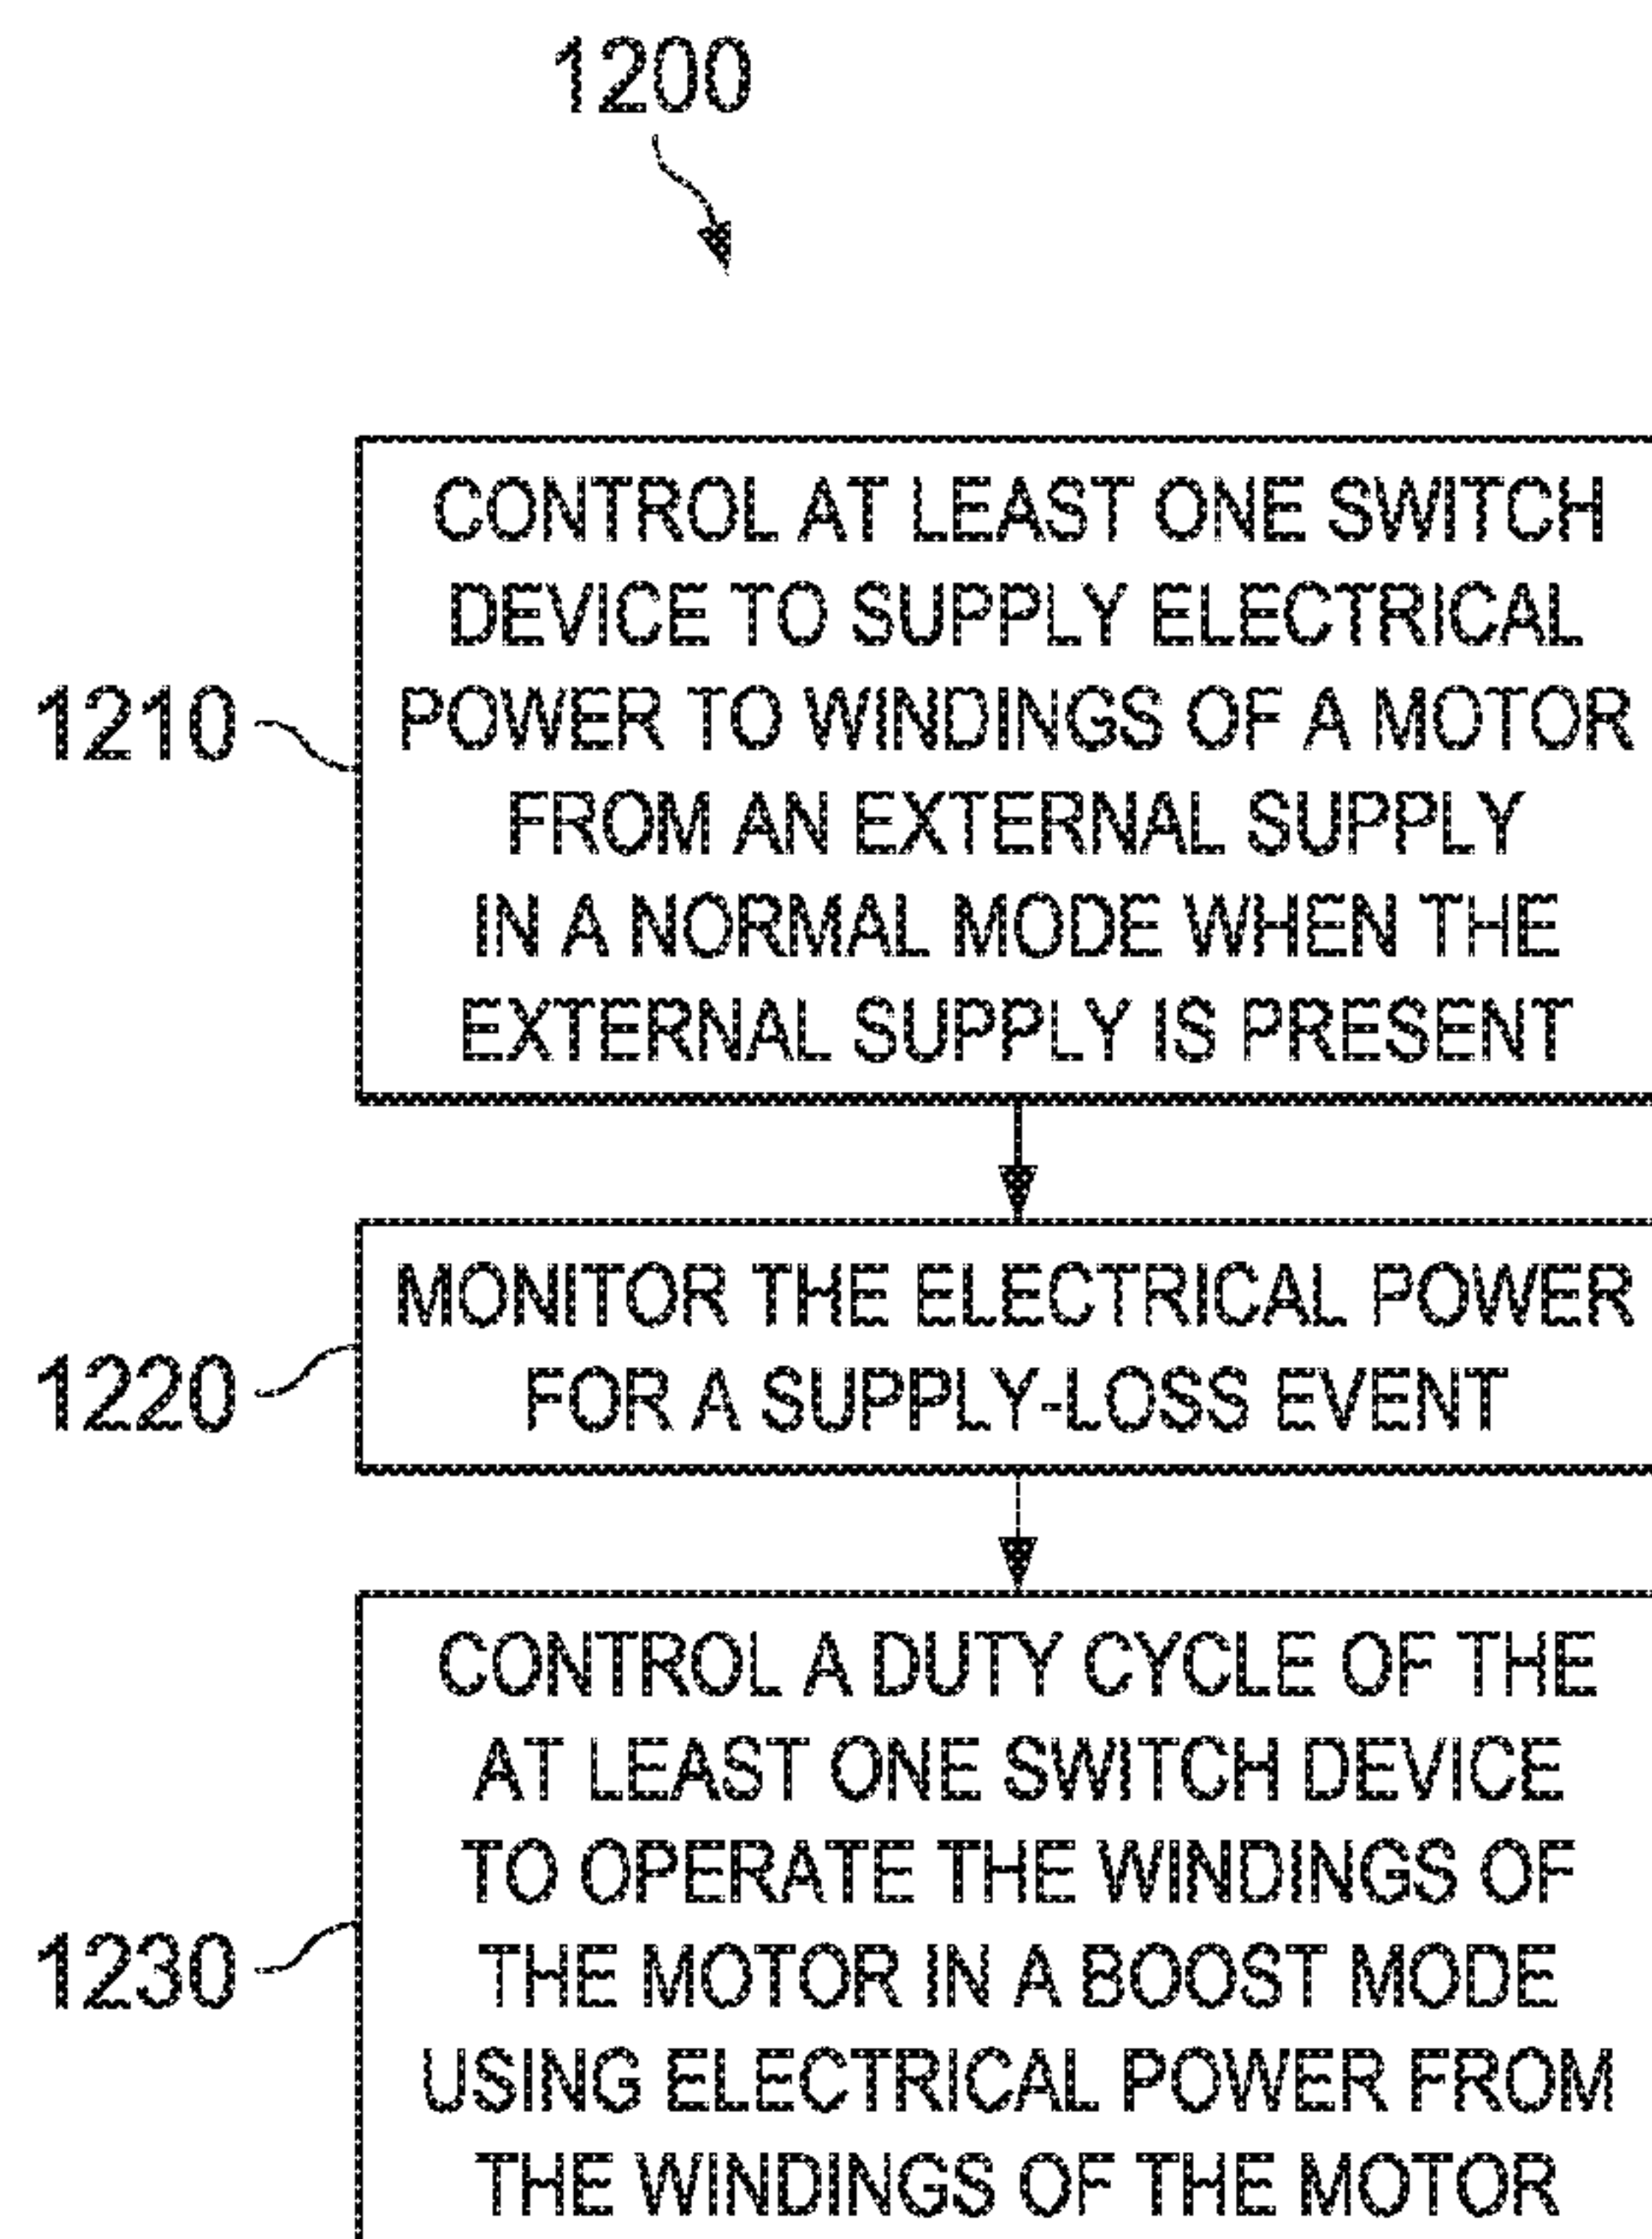 1200
1210
CONTROL AT LEAST ONE SWITCH
DEVICE TO SUPPLY ELECTRICAL
POWER TO WINDINGS OF A MOTOR
FROM AN EXTERNAL SUPPLY
IN A NORMAL MODE WHEN THE
EXTERNAL SUPPLY IS PRESENT
1220
MONITOR THE ELECTRICAL POWER
FOR A SUPPLY-LOSS EVENT
1230
CONTROL A DUTY CYCLE OF THE
AT LEAST ONE SWITCH DEVICE
TO OPERATE THE WINDINGS OF
THE MOTOR IN A BOOST MODE
USING ELECTRICAL POWER FROM
THE WINDINGS OF THE MOTOR